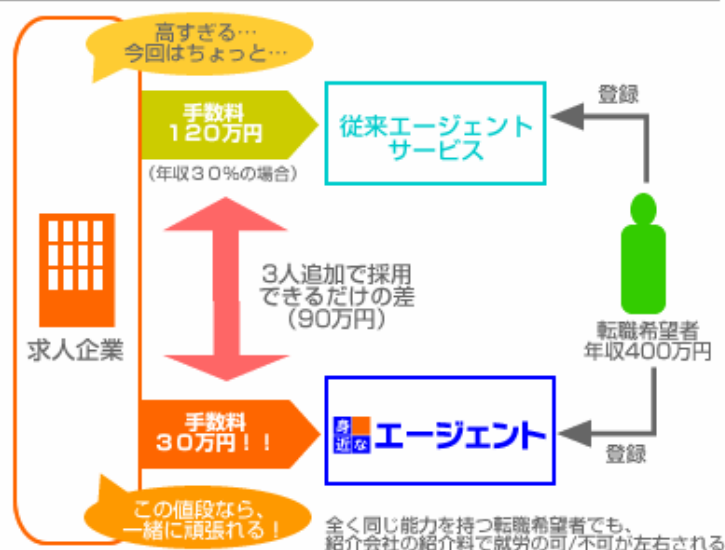 高すぎる…
今回はちょっと…
手数料
120万円
(年収30%の場合)
従来エージェント
サービス
登録
3人追加で採用
できるだけの差
(90万円)
求人企業
転職希望者
年収400万円
手数料
30万円!!
身近な エージェント
登録
この値段なら、
一緒に頑張れる!
全く同じ能力を持つ転職希望者でも、
紹介会社の紹介料で就労の可/不可が左右される